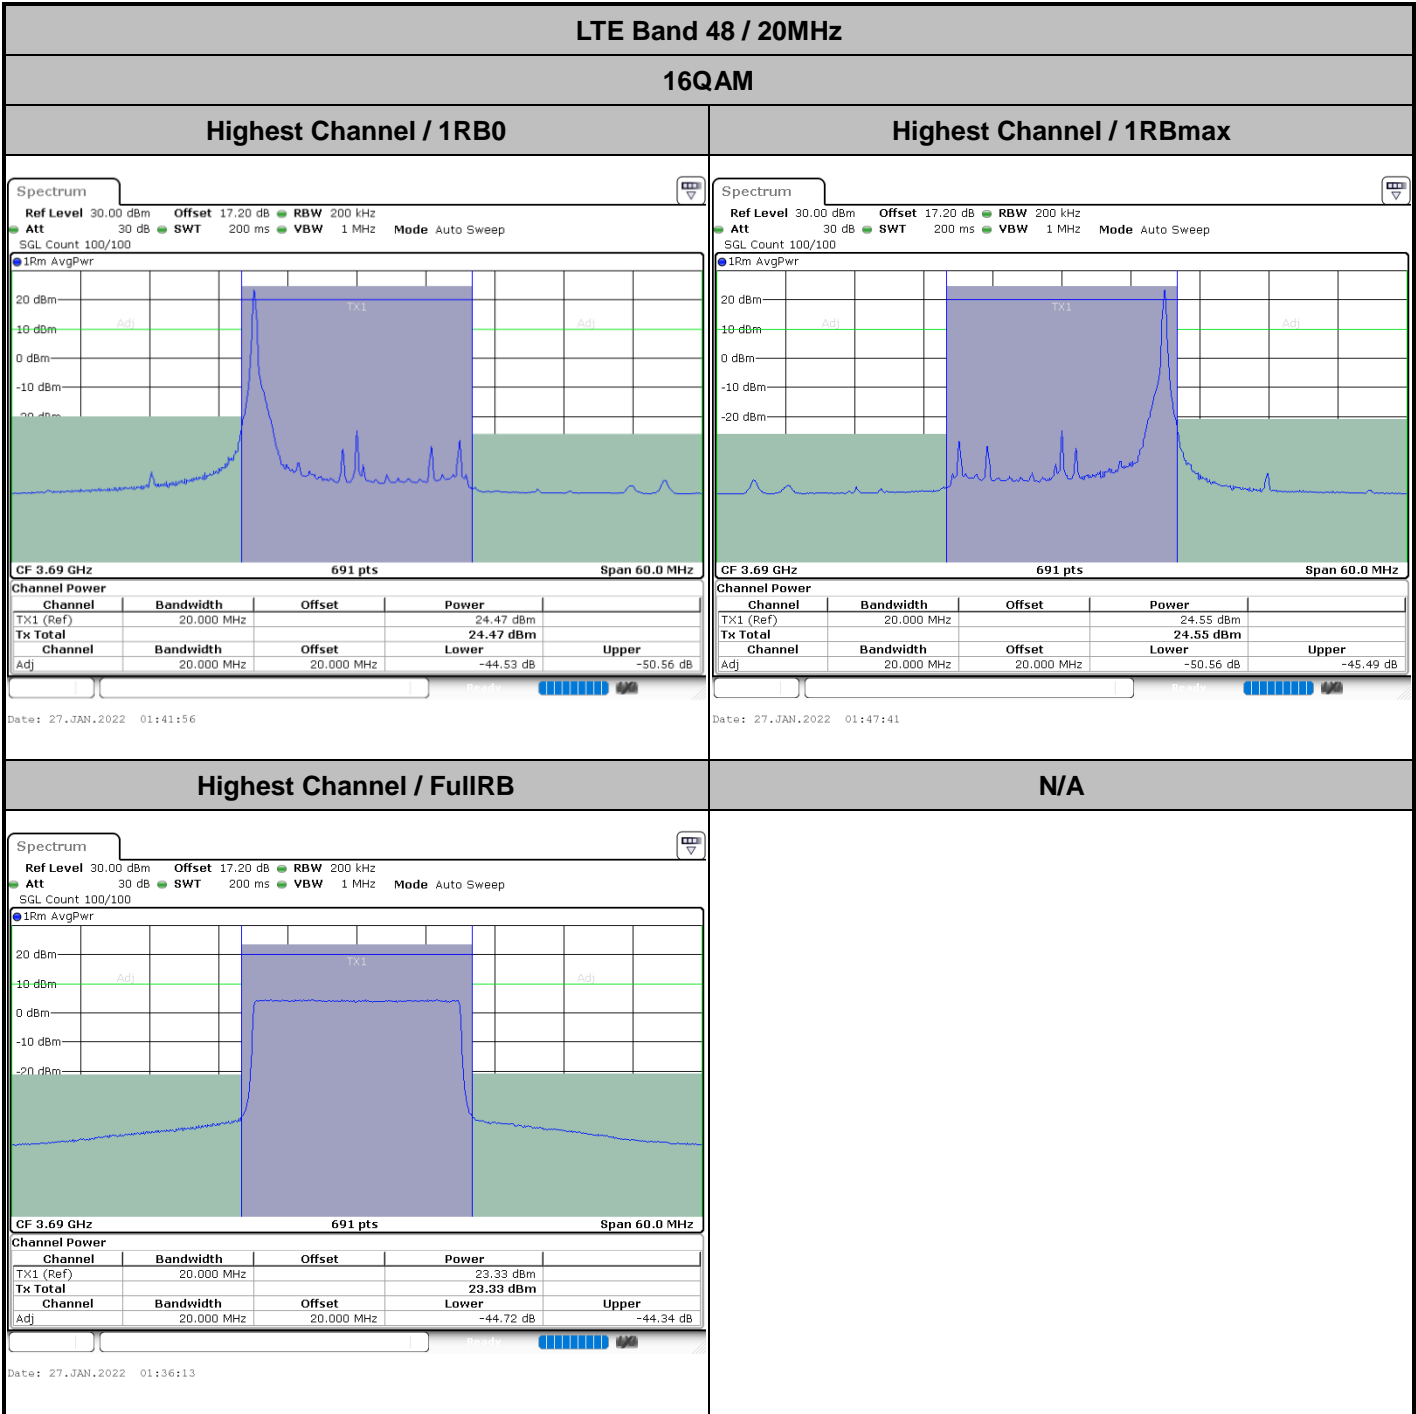 LTE Band 48 / 20MHz
16QAM
Highest Channel / 1RB0
Highest Channel / 1RBmax
Spectrum
Ref Level 30.00 dBm Offset 17.20 dB RBW 200 kHz
Att 30 dB SWT 200 ms VBW 1 MHz Mode Auto Sweep
SGL Count 100/100
1Rm AvgPwr
TX1
Adj
Adj
20 dBm
10 dBm
0 dBm
-10 dBm
-20 dBm
CF 3.69 GHz 691 pts Span 60.0 MHz
Channel Power
Channel Bandwidth Offset Power
TX1 (Ref) 20.000 MHz 24.47 dBm
Tx Total 24.47 dBm
Channel Bandwidth Offset Lower Upper
Adj 20.000 MHz 20.000 MHz -44.53 dB -50.56 dB
Ready
Date: 27.JAN.2022 01:41:56
Spectrum
Ref Level 30.00 dBm Offset 17.20 dB RBW 200 kHz
Att 30 dB SWT 200 ms VBW 1 MHz Mode Auto Sweep
SGL Count 100/100
1Rm AvgPwr
TX1
Adj
Adj
20 dBm
10 dBm
0 dBm
-10 dBm
-20 dBm
CF 3.69 GHz 691 pts Span 60.0 MHz
Channel Power
Channel Bandwidth Offset Power
TX1 (Ref) 20.000 MHz 24.55 dBm
Tx Total 24.55 dBm
Channel Bandwidth Offset Lower Upper
Adj 20.000 MHz 20.000 MHz -50.56 dB -45.49 dB
Ready
Date: 27.JAN.2022 01:47:41
Highest Channel / FullRB
N/A
Spectrum
Ref Level 30.00 dBm Offset 17.20 dB RBW 200 kHz
Att 30 dB SWT 200 ms VBW 1 MHz Mode Auto Sweep
SGL Count 100/100
1Rm AvgPwr
TX1
Adj
Adj
20 dBm
10 dBm
0 dBm
-10 dBm
-20 dBm
CF 3.69 GHz 691 pts Span 60.0 MHz
Channel Power
Channel Bandwidth Offset Power
TX1 (Ref) 20.000 MHz 23.33 dBm
Tx Total 23.33 dBm
Channel Bandwidth Offset Lower Upper
Adj 20.000 MHz 20.000 MHz -44.72 dB -44.34 dB
Ready
Date: 27.JAN.2022 01:36:13